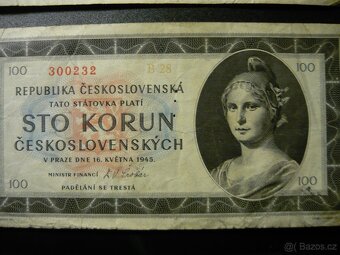 100 300232 B 28 100
REPUBLIKA ČESKOSLOVENSKÁ
TATO STÁTOVKA PLATÍ
STO KORUN
ČESKOSLOVENSKÝCH
V PRAZE DNE 16. KVĚTNA 1945.
MINISTR FINANCÍ
100 PADĚLÁNÍ SE TRESTÁ 100
Bazoš.cz